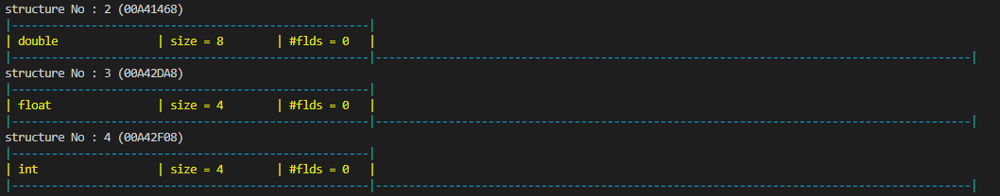 structure No : 2 (00A41468)
|------------------------------------------------------|
| double               | size = 8        | #flds = 0   |
|------------------------------------------------------|------------------------------------------------------------------------------------------|
structure No : 3 (00A42DA8)
|------------------------------------------------------|
| float                | size = 4        | #flds = 0   |
|------------------------------------------------------|------------------------------------------------------------------------------------------|
structure No : 4 (00A42F08)
|------------------------------------------------------|
| int                  | size = 4        | #flds = 0   |
|------------------------------------------------------|------------------------------------------------------------------------------------------|